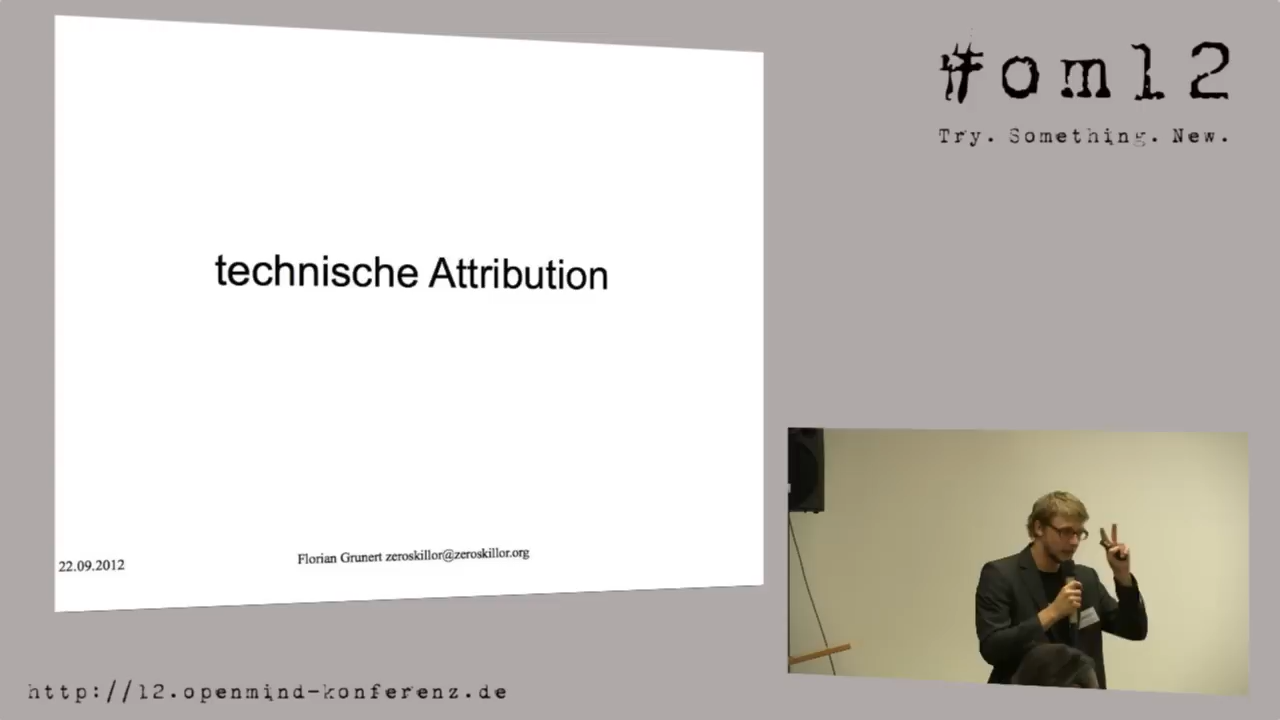 #om12
Try. Something. New.
technische Attribution
22.09.2012
Florian Grunert zeroskillor@zeroskillor.org
http://12.openmind-konferenz.de